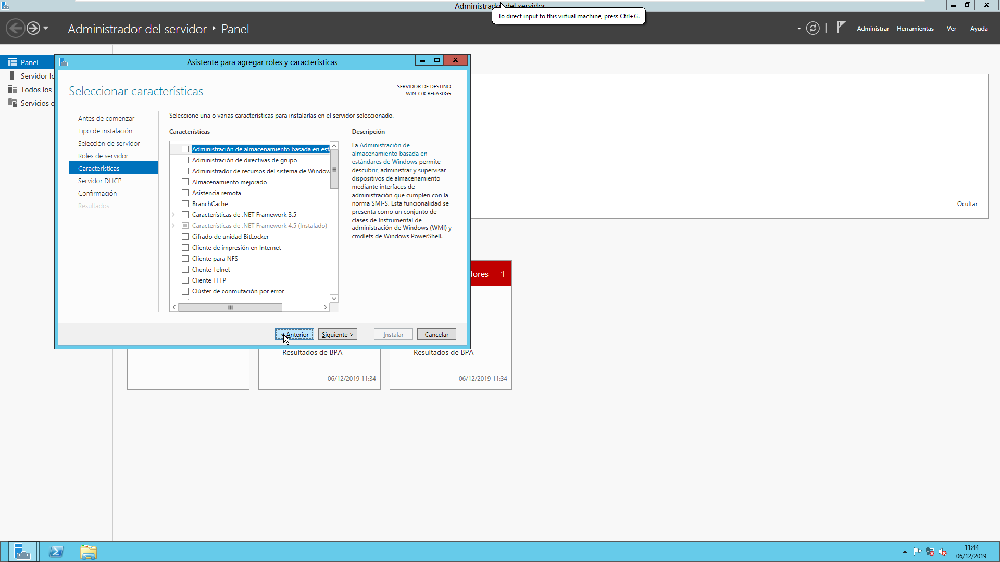 Administrador del servidor
To direct input to this virtual machine, press Ctrl+G.
Administrador del servidor
Panel
Administrar
Herramientas
Ver
Ayuda
Panel
Servidor
Todos los
Servicios
Asistente para agregar roles y características
Seleccionar características
SERVIDOR DE DESTINO
WIN-C0CBF6A30G5
Antes de comenzar
Tipo de instalación
Selección de servidor
Roles de servidor
Características
Servidor DHCP
Confirmación
Resultados
Seleccione una o varias características para instalarlas en el servidor seleccionado.
Características
Administración de almacenamiento basada en est
Administración de directivas de grupo
Administrador de recursos del sistema de Window
Almacenamiento mejorado
Asistencia remota
BranchCache
Características de .NET Framework 3.5
Características de .NET Framework 4.5 (Instalado)
Cifrado de unidad BitLocker
Cliente de impresión en Internet
Cliente para NFS
Cliente Telnet
Cliente TFTP
Clúster de conmutación por error
Descripción
La Administración de
almacenamiento basada en
estándares de Windows permite
descubrir, administrar y supervisar
dispositivos de almacenamiento
mediante interfaces de
administración que cumplen con la
norma SMI-S. Esta funcionalidad se
presenta como un conjunto de
clases de Instrumental de
administración de Windows (WMI) y
cmdlets de Windows PowerShell.
< Anterior
Siguiente >
Instalar
Cancelar
Ocultar
dores 1
Resultados de BPA
06/12/2019 11:34
Resultados de BPA
06/12/2019 11:34
11:44
06/12/2019